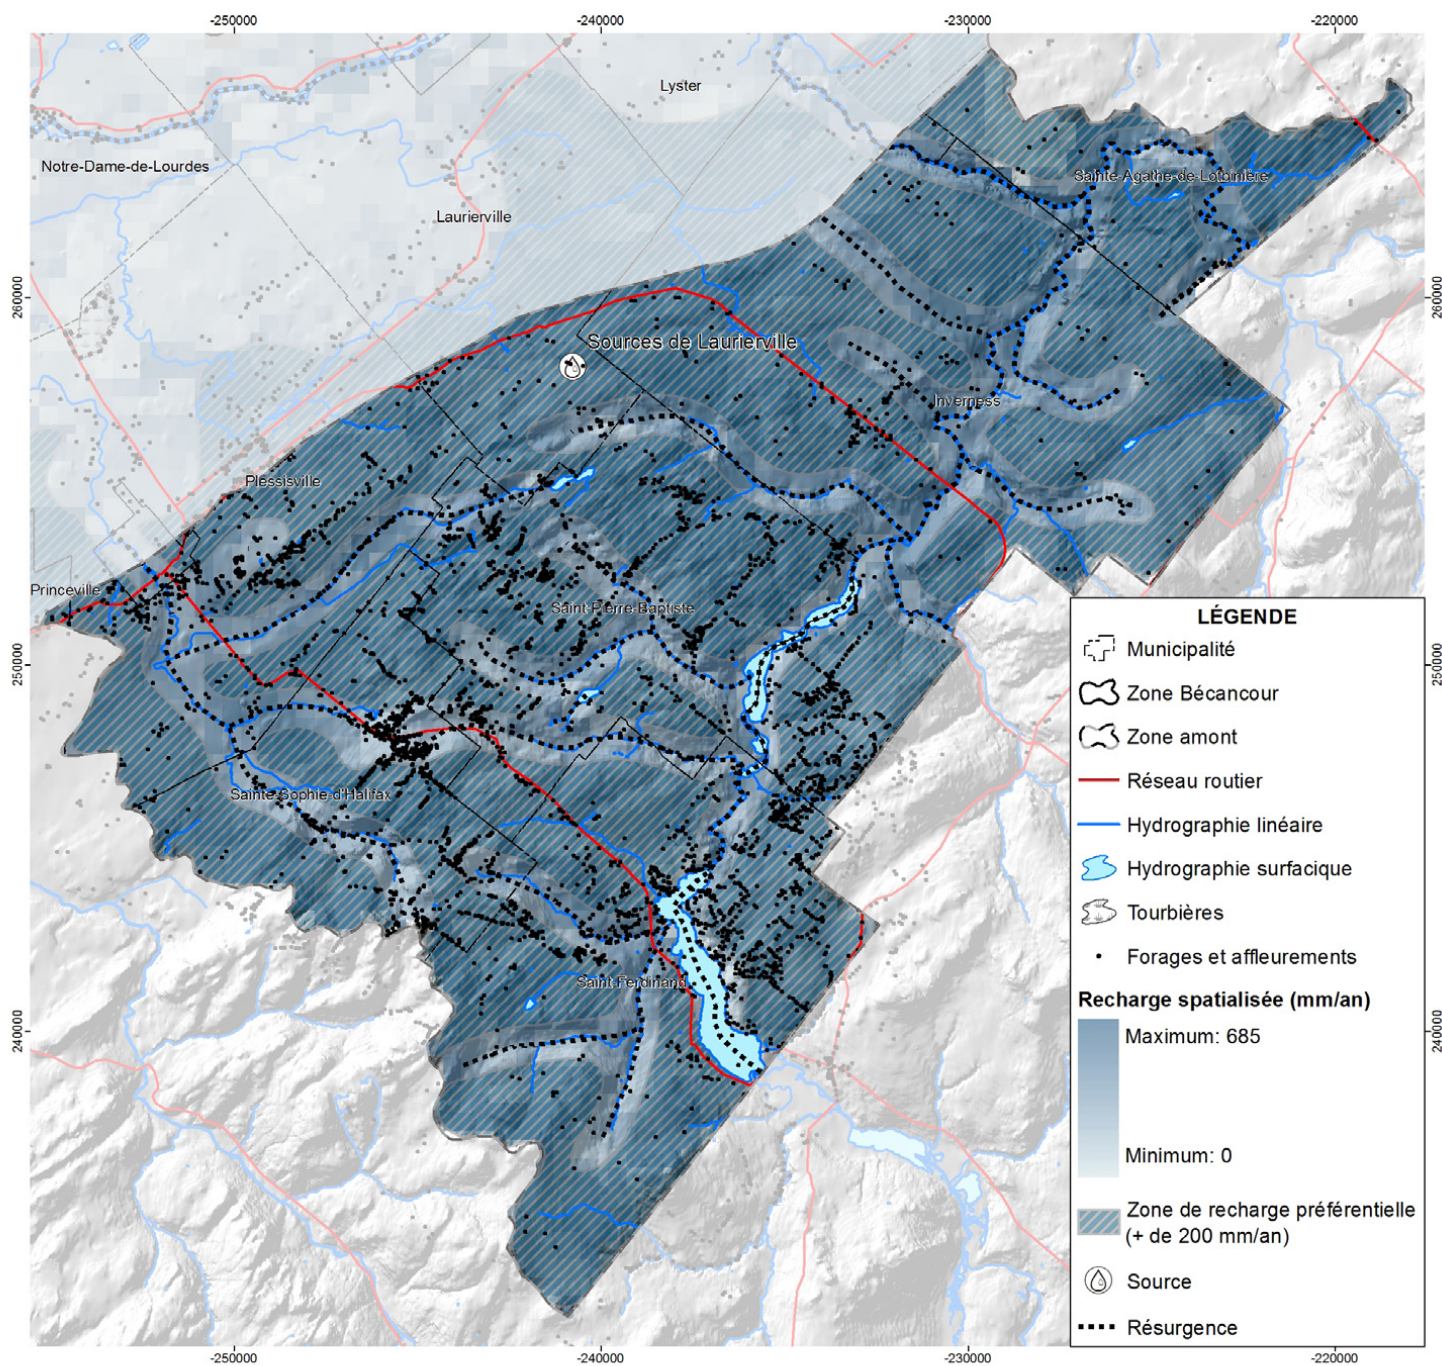 -250000
-240000
-230000
-220000
Lyster
Notre-Dame-de-Lourdes
Sainte-Agathe-de-Lotbinière
Laurierville
260000
260000
Sources de Laurierville
Inverness
Plessisville
Princeville
Saint-Pierre-Baptiste
250000
250000
Sainte-Sophie-d'Halifax
Saint-Ferdinand
240000
240000
LÉGENDE
Municipalité
Zone Bécancour
Zone amont
Réseau routier
Hydrographie linéaire
Hydrographie surfacique
Tourbières
Forages et affleurements
Recharge spatialisée (mm/an)
Maximum: 685
Minimum: 0
Zone de recharge préférentielle
(+ de 200 mm/an)
Source
Résurgence
-250000
-240000
-230000
-220000